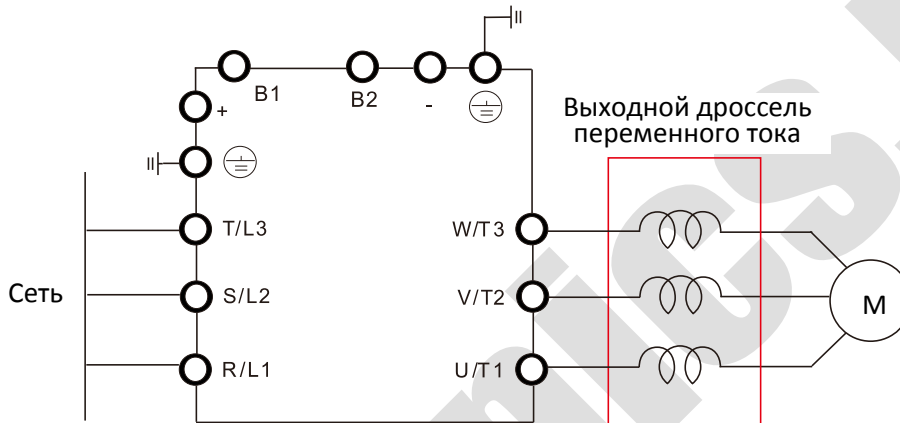 B1
B2
-
+
Выходной дроссель
переменного тока
T/L3
W/T3
Сеть
S/L2
V/T2
M
R/L1
U/T1